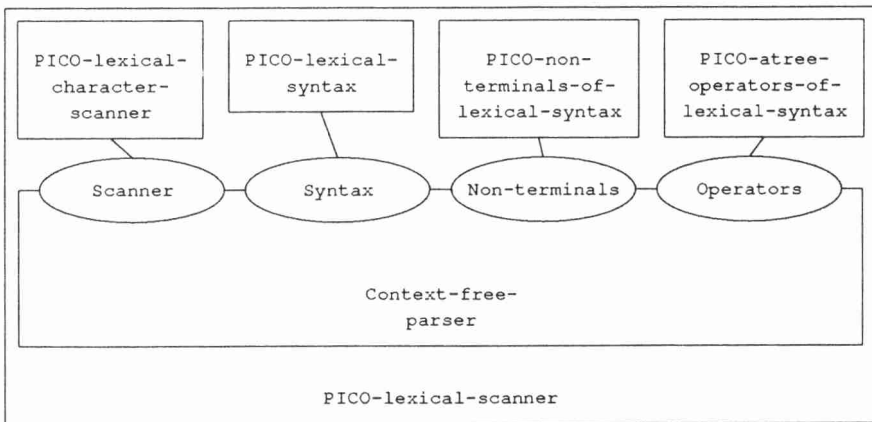 PICO-lexical-
character-
scanner
PICO-lexical-
syntax
PICO-non-
terminals-of-
lexical-syntax
PICO-atree-
operators-of-
lexical-syntax
Scanner
Syntax
Non-terminals
Operators
Context-free-
parser
PICO-lexical-scanner